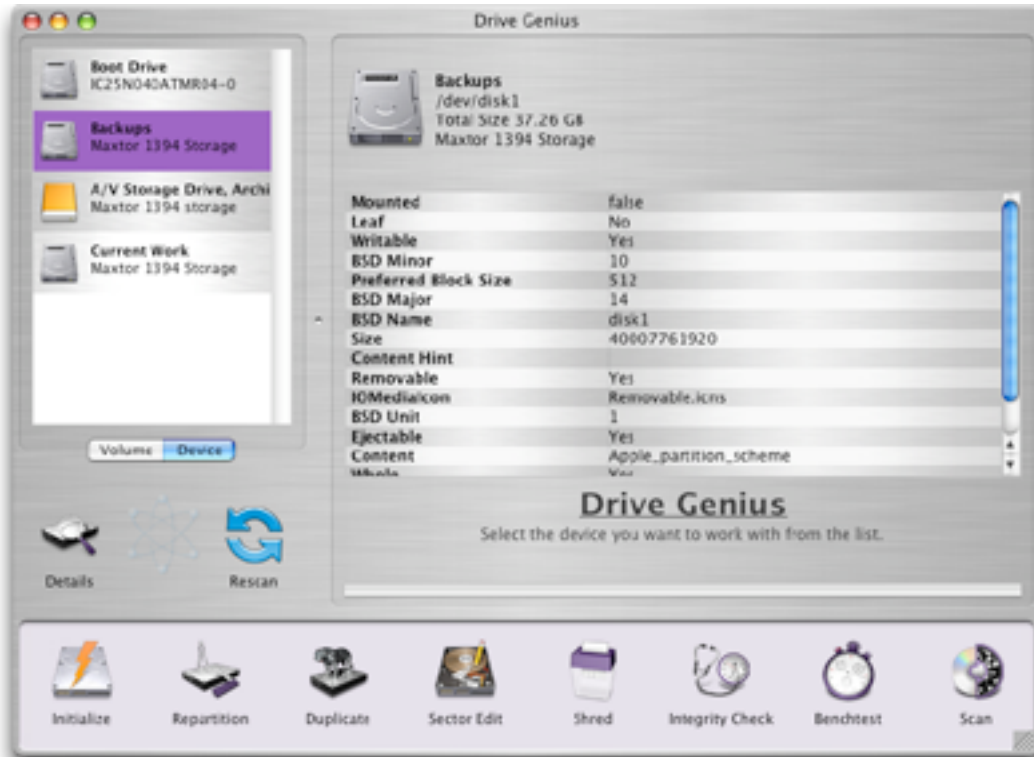 Drive Genius
Boot Drive
IC25N040ATMR04-0
Backups
Maxtor 1394 Storage
A/V Storage Drive, Archi
Maxtor 1394 storage
Current Work
Maxtor 1394 Storage
Volume Device
Details
Rescan
Backups
/dev/disk1
Total Size 37.26 GB
Maxtor 1394 Storage
Mounted false
Leaf No
Writable Yes
BSD Minor 10
Preferred Block Size 512
BSD Major 14
BSD Name disk1
Size 40007761920
Content Hint
Removable Yes
IOMediaIcon Removable.icns
BSD Unit 1
Ejectable Yes
Content Apple_partition_scheme
Whole Yes
Drive Genius
Select the device you want to work with from the list.
Initialize
Repartition
Duplicate
Sector Edit
Shred
Integrity Check
Benchtest
Scan